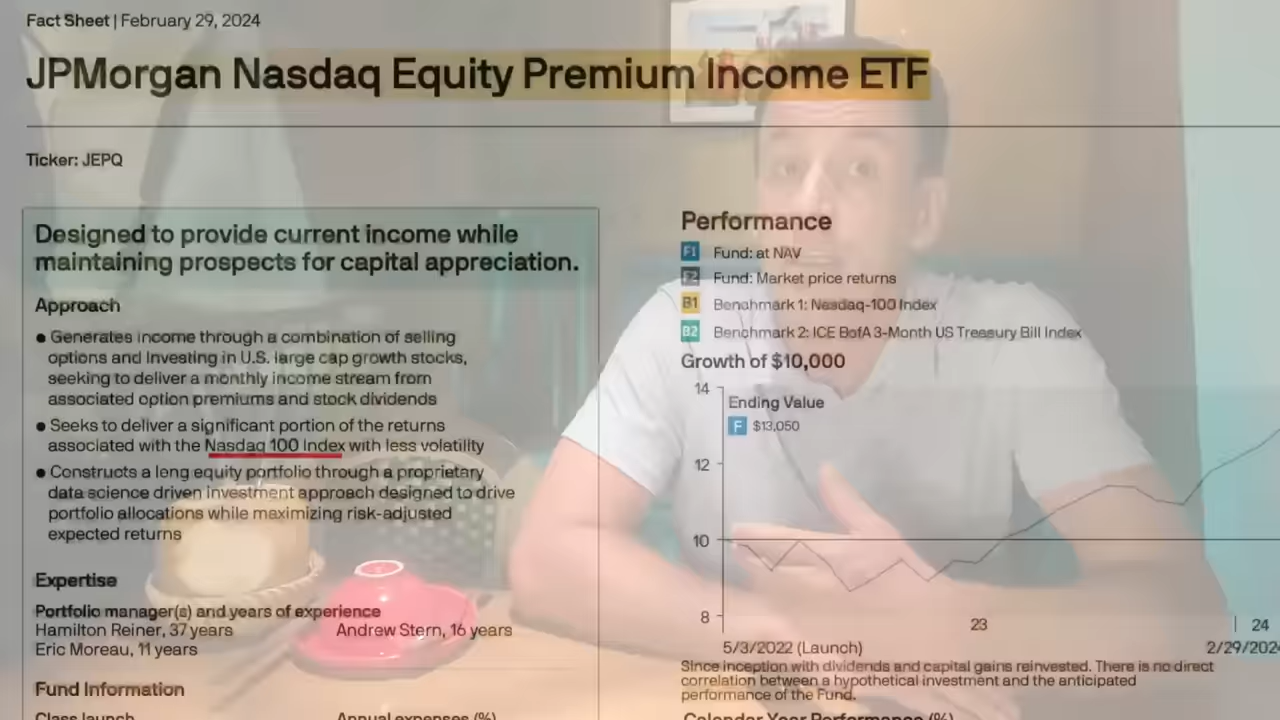 Fact Sheet | February 29, 2024
JPMorgan Nasdaq Equity Premium Income ETF
Ticker: JEPQ
Designed to provide current income while
maintaining prospects for capital appreciation.
Approach
● Generates income through a combination of selling
options and investing in U.S. large cap growth stocks,
seeking to deliver a monthly income stream from
associated option premiums and stock dividends
● Seeks to deliver a significant portion of the returns
associated with the Nasdaq 100 Index with less volatility
● Constructs a long equity portfolio through a proprietary
data science driven investment approach designed to drive
portfolio allocations while maximizing risk-adjusted
expected returns
Expertise
Portfolio manager(s) and years of experience
Hamilton Reiner, 37 years
Andrew Stern, 16 years
Eric Moreau, 11 years
Fund Information
Class launch
Annual expenses (%)
Performance
F1 Fund: at NAV
F2 Fund: Market price returns
B1 Benchmark 1: Nasdaq-100 Index
B2 Benchmark 2: ICE BofA 3-Month US Treasury Bill Index
Growth of $10,000
14
Ending Value
F $13,050
12
10
8
23
24
5/3/2022 (Launch)
2/29/2024
Since inception with dividends and capital gains reinvested. There is no direct
correlation between a hypothetical investment and the anticipated
performance of the Fund.
Calendar Year Performance (%)